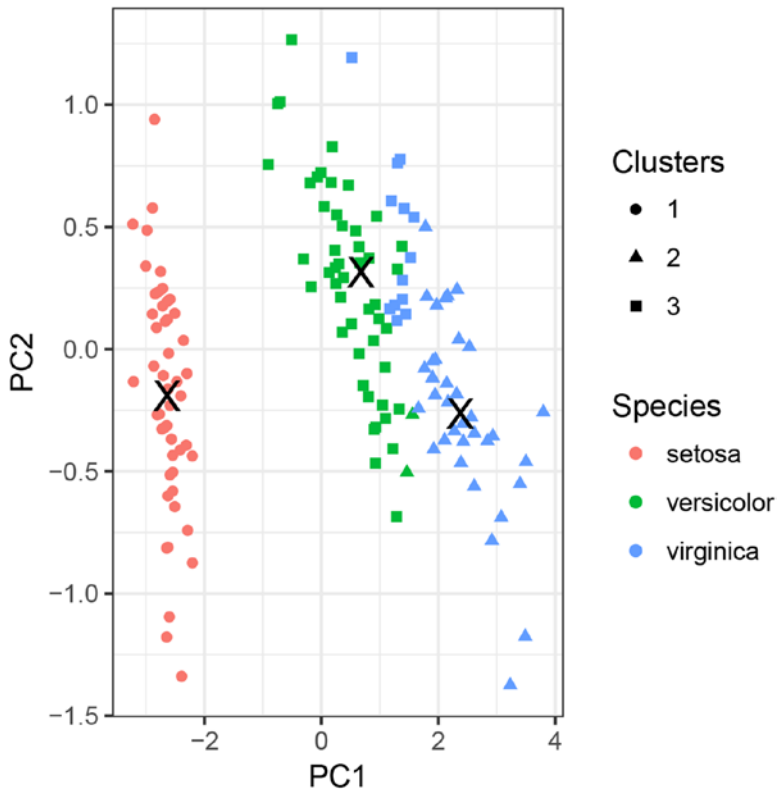 1.0
0.5
0.0
−0.5
−1.0
−1.5
PC2
−2
0
2
4
PC1
Clusters
1
2
3
Species
setosa
versicolor
virginica